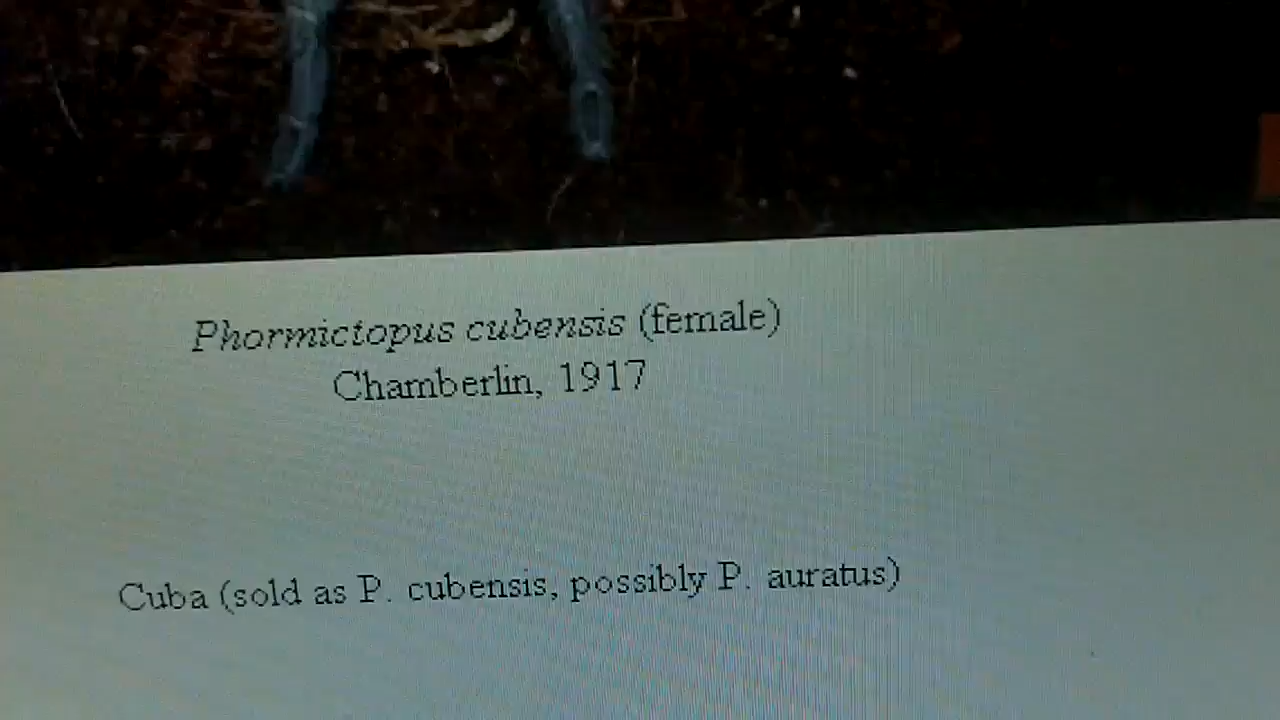 Phormictopus cubensis (female)
Chamberlin, 1917
Cuba (sold as P. cubensis, possibly P. auratus)